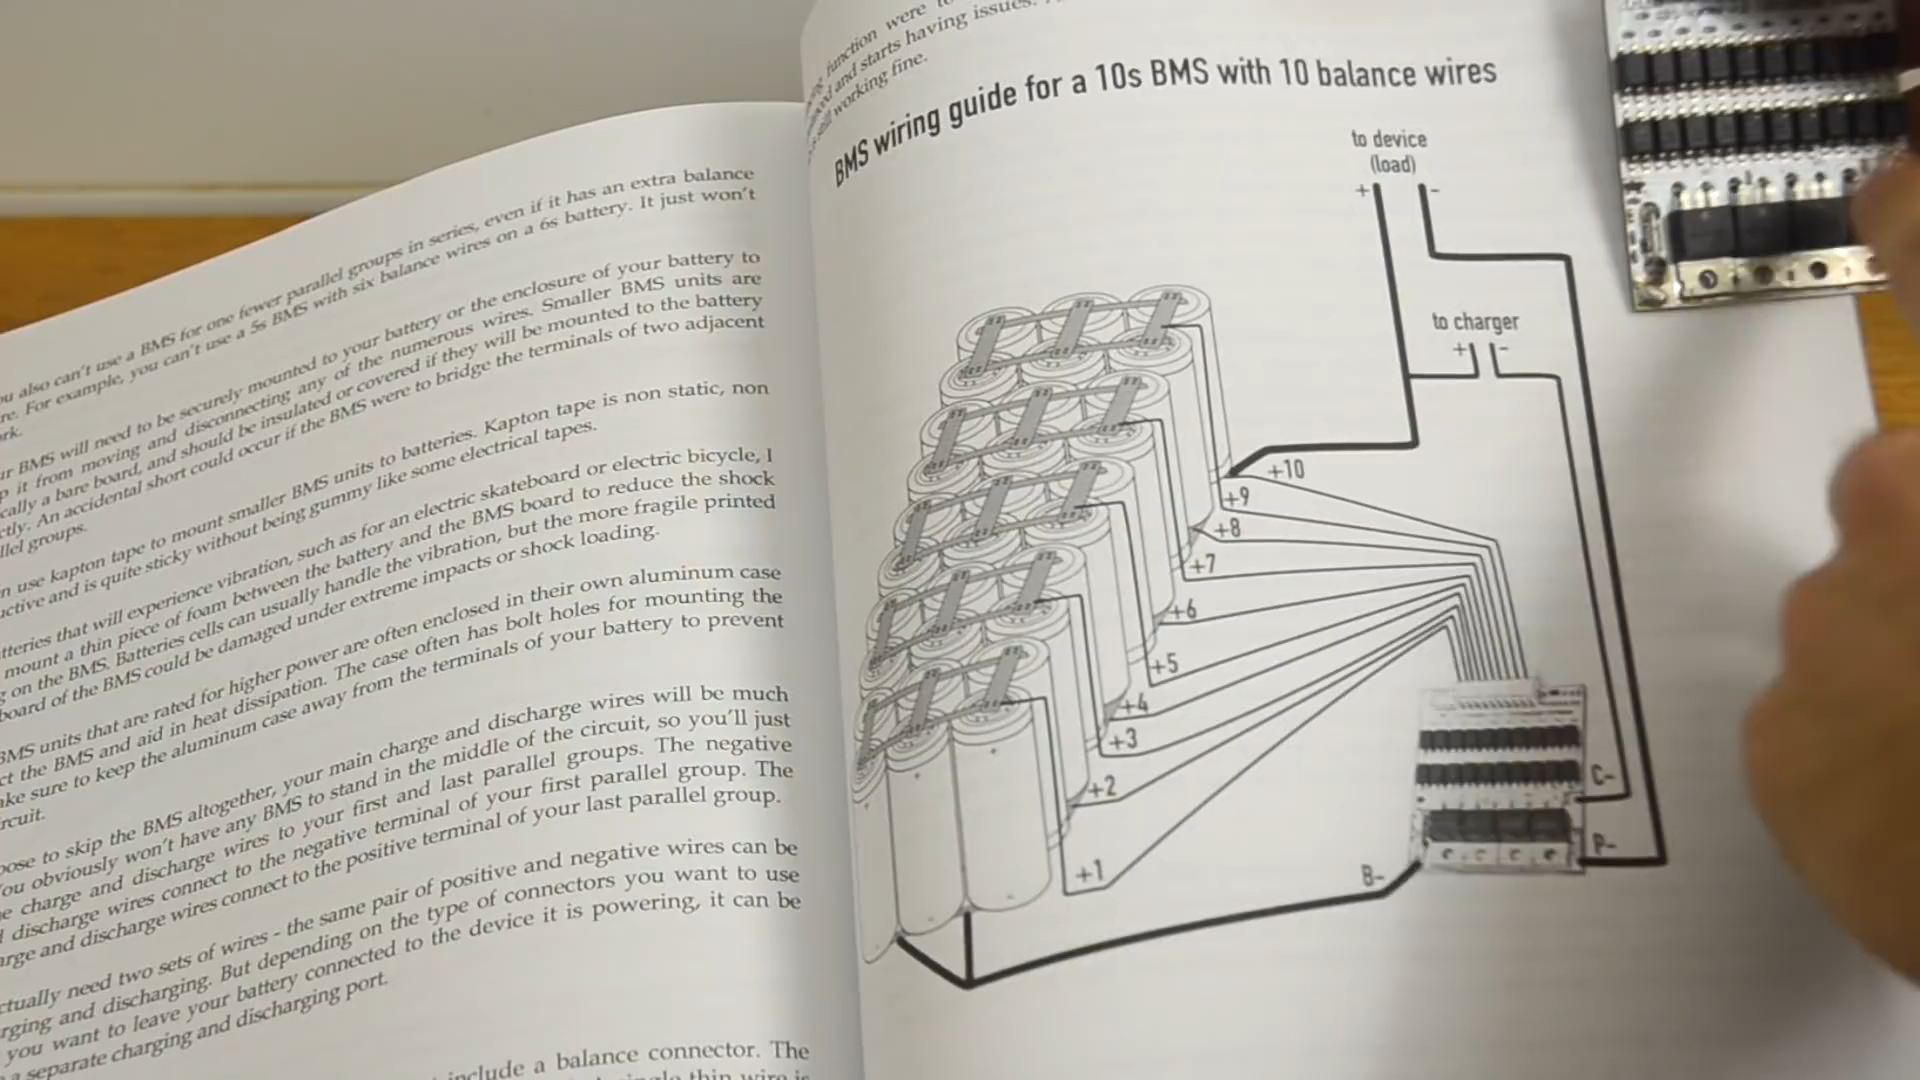 ou also can't use a BMS for one fewer parallel groups in series, even if it has an extra balance
re. For example, you can't use a 5s BMS with six balance wires on a 6s battery. It just won't
ork.
ur BMS will need to be securely mounted to your battery or the enclosure of your battery to
p it from moving and disconnecting any of the numerous wires. Smaller BMS units are
cally a bare board, and should be insulated or covered if they will be mounted to the battery
ctly. An accidental short could occur if the BMS were to bridge the terminals of two adjacent
llel groups.
n use kapton tape to mount smaller BMS units to batteries. Kapton tape is non static, non
uctive and is quite sticky without being gummy like some electrical tapes.
tteries that will experience vibration, such as for an electric skateboard or electric bicycle, I
mount a thin piece of foam between the battery and the BMS board to reduce the shock
g on the BMS. Batteries cells can usually handle the vibration, but the more fragile printed
board of the BMS could be damaged under extreme impacts or shock loading.
BMS units that are rated for higher power are often enclosed in their own aluminum case
ct the BMS and aid in heat dissipation. The case often has bolt holes for mounting the
ake sure to keep the aluminum case away from the terminals of your battery to prevent
rcuit.
oose to skip the BMS altogether, your main charge and discharge wires will be much
You obviously won't have any BMS to stand in the middle of the circuit, so you'll just
e charge and discharge wires to your first and last parallel groups. The negative
discharge wires connect to the negative terminal of your first parallel group. The
arge and discharge wires connect to the positive terminal of your last parallel group.
ctually need two sets of wires - the same pair of positive and negative wires can be
rging and discharging. But depending on the type of connectors you want to use
you want to leave your battery connected to the device it is powering, it can be
a separate charging and discharging port.
include a balance connector. The
thin wire is
function were to
and starts having issues.
still working fine.
BMS wiring guide for a 10s BMS with 10 balance wires
to device
(load)
+ -
to charger
+ -
+10
+9
+8
+7
+6
+5
+4
+3
+2
+1
B-
C-
P-